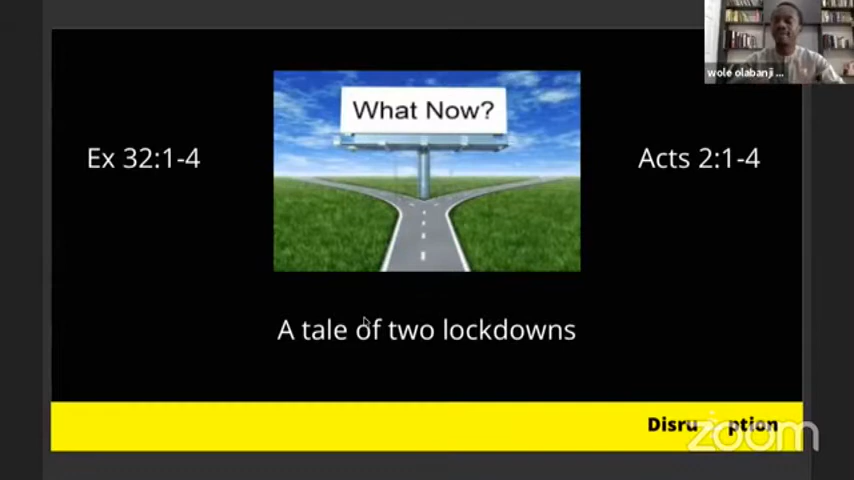 wole olabanji ...
What Now?
Ex 32:1-4
Acts 2:1-4
A tale of two lockdowns
Disru ption
zoom